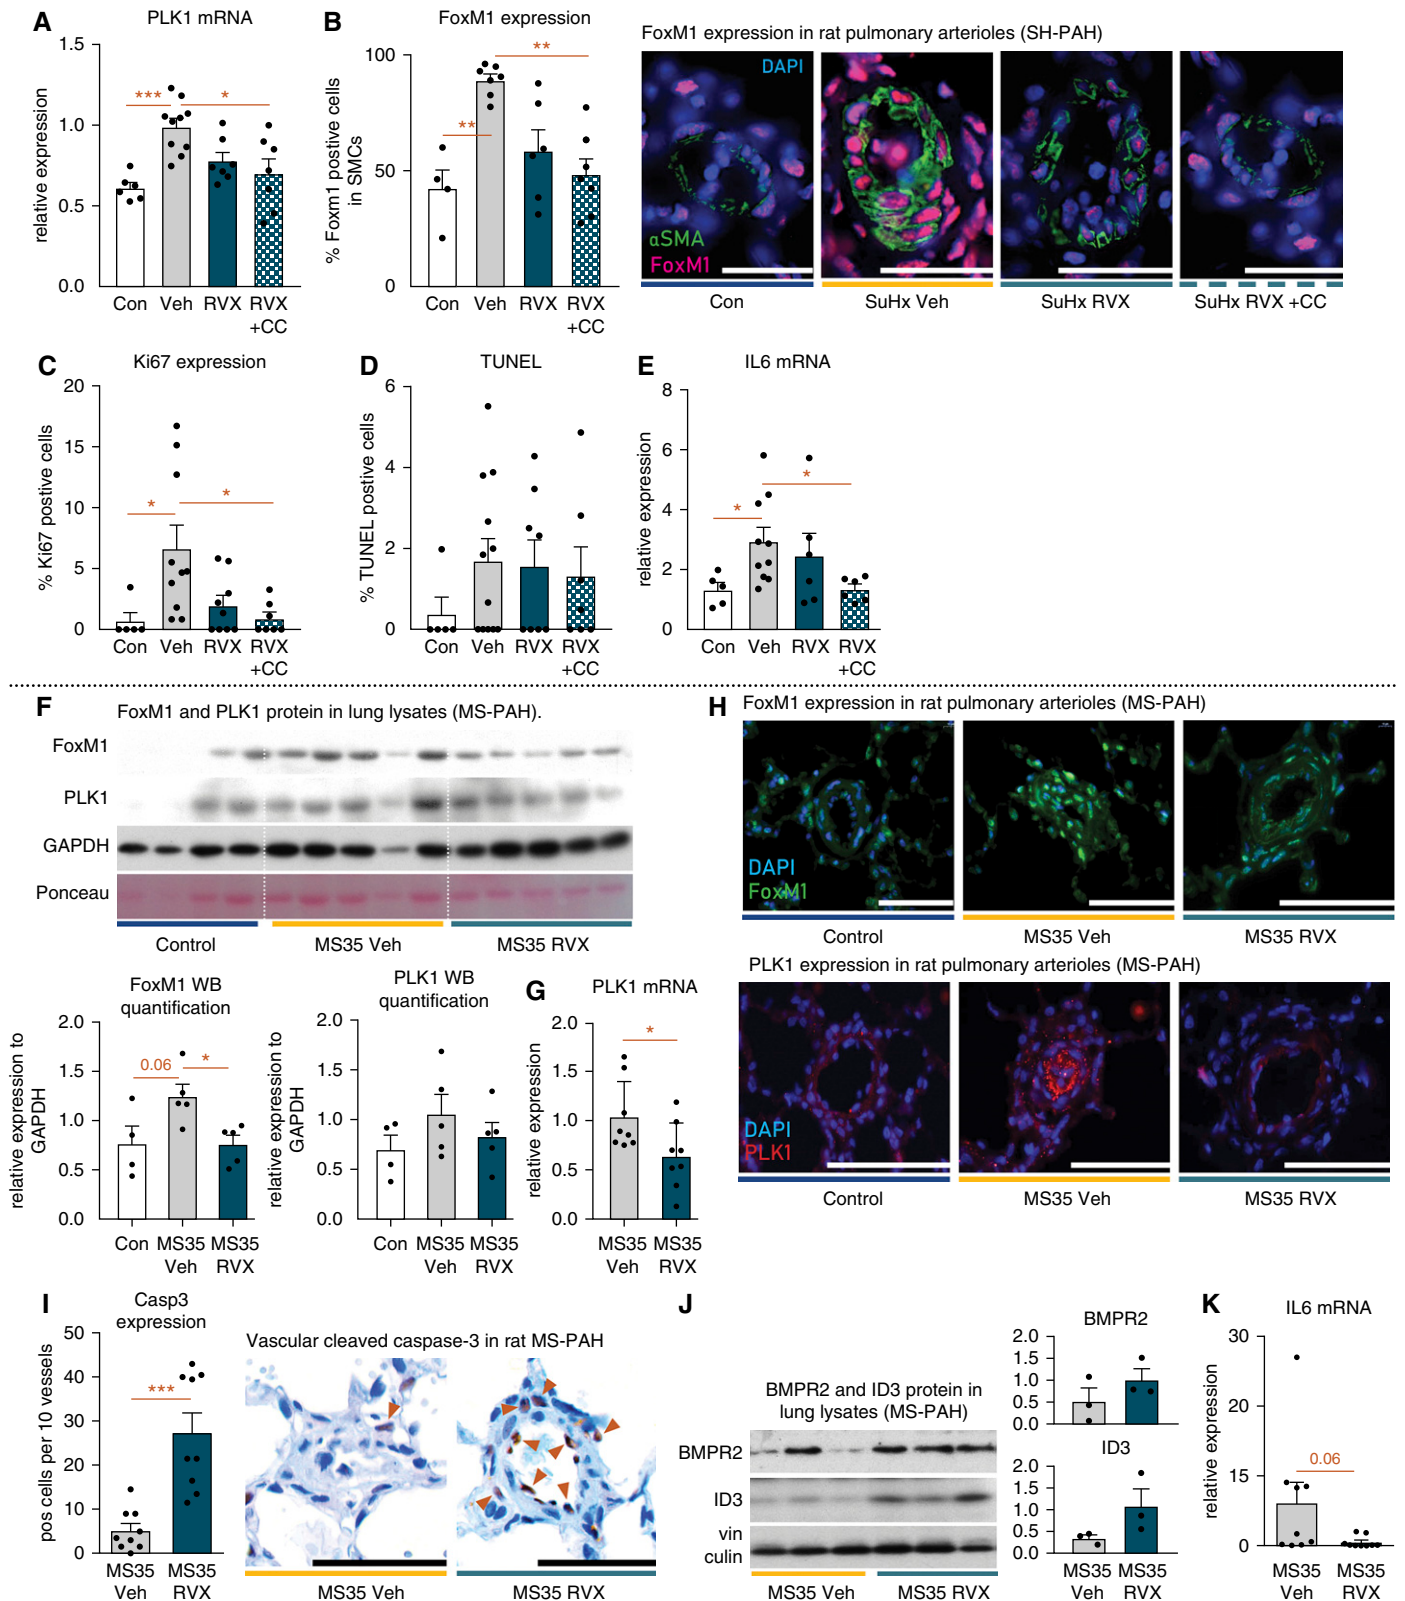 A
PLK1 mRNA
relative expression
1.5
1.0
0.5
0.0
***
*
Con
Veh
RVX
RVX
+CC
B
FoxM1 expression
% Foxm1 postive cells
in SMCs
100
50
0
**
**
Con
Veh
RVX
RVX
+CC
FoxM1 expression in rat pulmonary arterioles (SH-PAH)
DAPI
αSMA
FoxM1
Con
SuHx Veh
SuHx RVX
SuHx RVX +CC
C
Ki67 expression
% Ki67 postive cells
20
15
10
5
0
*
*
Con
Veh
RVX
RVX
+CC
D
TUNEL
% TUNEL postive cells
6
4
2
0
Con
Veh
RVX
RVX
+CC
E
IL6 mRNA
relative expression
8
6
4
2
0
*
*
Con
Veh
RVX
RVX
+CC
F
FoxM1 and PLK1 protein in lung lysates (MS-PAH).
FoxM1
PLK1
GAPDH
Ponceau
Control
MS35 Veh
MS35 RVX
FoxM1 WB
quantification
relative expression to
GAPDH
2.0
1.5
1.0
0.5
0.0
0.06
*
Con
MS35
Veh
MS35
RVX
PLK1 WB
quantification
relative expression to
GAPDH
2.0
1.5
1.0
0.5
0.0
Con
MS35
Veh
MS35
RVX
G
PLK1 mRNA
relative expression
2.0
1.5
1.0
0.5
0.0
*
MS35
Veh
MS35
RVX
H
FoxM1 expression in rat pulmonary arterioles (MS-PAH)
DAPI
FoxM1
Control
MS35 Veh
MS35 RVX
PLK1 expression in rat pulmonary arterioles (MS-PAH)
DAPI
PLK1
Control
MS35 Veh
MS35 RVX
I
Casp3
expression
pos cells per 10 vessels
50
40
30
20
10
0
***
MS35
Veh
MS35
RVX
Vascular cleaved caspase-3 in rat MS-PAH
MS35 Veh
MS35 RVX
J
BMPR2 and ID3 protein in
lung lysates (MS-PAH)
BMPR2
ID3
vin
culin
MS35 Veh
MS35 RVX
BMPR2
2.0
1.5
1.0
0.5
0.0
ID3
2.0
1.5
1.0
0.5
0.0
MS35
Veh
MS35
RVX
K
IL6 mRNA
relative expression
30
20
15
0
0.06
MS35
Veh
MS35
RVX